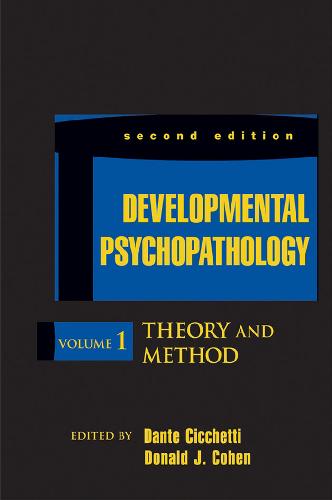 second edition
DEVELOPMENTAL
PSYCHOPATHOLOGY
VOLUME 1 THEORY AND
METHOD
EDITED BY Dante Cicchetti
Donald J. Cohen